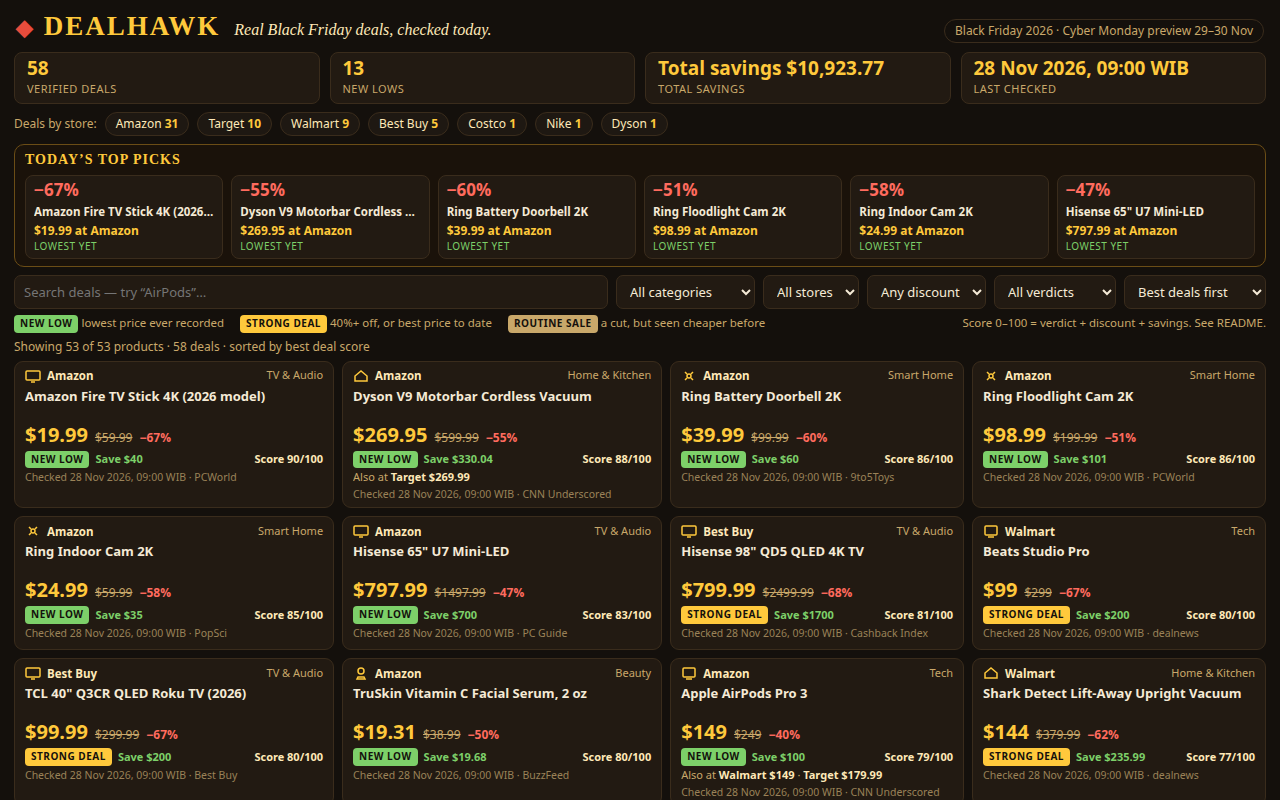 DEALHAWK Real Black Friday deals, checked today.
Black Friday 2026 · Cyber Monday preview 29–30 Nov
58
VERIFIED DEALS
13
NEW LOWS
Total savings $10,923.77
TOTAL SAVINGS
28 Nov 2026, 09:00 WIB
LAST CHECKED
Deals by store: Amazon 31 Target 10 Walmart 9 Best Buy 5 Costco 1 Nike 1 Dyson 1
TODAY’S TOP PICKS
−67%
Amazon Fire TV Stick 4K (2026...
$19.99 at Amazon
LOWEST YET
−55%
Dyson V9 Motorbar Cordless ...
$269.95 at Amazon
LOWEST YET
−60%
Ring Battery Doorbell 2K
$39.99 at Amazon
LOWEST YET
−51%
Ring Floodlight Cam 2K
$98.99 at Amazon
LOWEST YET
−58%
Ring Indoor Cam 2K
$24.99 at Amazon
LOWEST YET
−47%
Hisense 65" U7 Mini-LED
$797.99 at Amazon
LOWEST YET
Search deals — try “AirPods”…
All categories
All stores
Any discount
All verdicts
Best deals first
NEW LOW lowest price ever recorded STRONG DEAL 40%+ off, or best price to date ROUTINE SALE a cut, but seen cheaper before
Score 0–100 = verdict + discount + savings. See README.
Showing 53 of 53 products · 58 deals · sorted by best deal score
Amazon TV & Audio
Amazon Fire TV Stick 4K (2026 model)
$19.99 $59.99 −67%
NEW LOW Save $40 Score 90/100
Checked 28 Nov 2026, 09:00 WIB · PCWorld
Amazon Home & Kitchen
Dyson V9 Motorbar Cordless Vacuum
$269.95 $599.99 −55%
NEW LOW Save $330.04 Score 88/100
Also at Target $269.99
Checked 28 Nov 2026, 09:00 WIB · CNN Underscored
Amazon Smart Home
Ring Battery Doorbell 2K
$39.99 $99.99 −60%
NEW LOW Save $60 Score 86/100
Checked 28 Nov 2026, 09:00 WIB · 9to5Toys
Amazon Smart Home
Ring Floodlight Cam 2K
$98.99 $199.99 −51%
NEW LOW Save $101 Score 86/100
Checked 28 Nov 2026, 09:00 WIB · PCWorld
Amazon Smart Home
Ring Indoor Cam 2K
$24.99 $59.99 −58%
NEW LOW Save $35 Score 85/100
Checked 28 Nov 2026, 09:00 WIB · PopSci
Amazon TV & Audio
Hisense 65" U7 Mini-LED
$797.99 $1497.99 −47%
NEW LOW Save $700 Score 83/100
Checked 28 Nov 2026, 09:00 WIB · PC Guide
Best Buy TV & Audio
Hisense 98" QD5 QLED 4K TV
$799.99 $2499.99 −68%
STRONG DEAL Save $1700 Score 81/100
Checked 28 Nov 2026, 09:00 WIB · Cashback Index
Walmart Tech
Beats Studio Pro
$99 $299 −67%
STRONG DEAL Save $200 Score 80/100
Checked 28 Nov 2026, 09:00 WIB · dealnews
Best Buy TV & Audio
TCL 40" Q3CR QLED Roku TV (2026)
$99.99 $299.99 −67%
STRONG DEAL Save $200 Score 80/100
Checked 28 Nov 2026, 09:00 WIB · Best Buy
Amazon Beauty
TruSkin Vitamin C Facial Serum, 2 oz
$19.31 $38.99 −50%
NEW LOW Save $19.68 Score 80/100
Checked 28 Nov 2026, 09:00 WIB · BuzzFeed
Amazon Tech
Apple AirPods Pro 3
$149 $249 −40%
NEW LOW Save $100 Score 79/100
Also at Walmart $149 · Target $179.99
Checked 28 Nov 2026, 09:00 WIB · CNN Underscored
Walmart Home & Kitchen
Shark Detect Lift-Away Upright Vacuum
$144 $379.99 −62%
STRONG DEAL Save $235.99 Score 77/100
Checked 28 Nov 2026, 09:00 WIB · dealnews